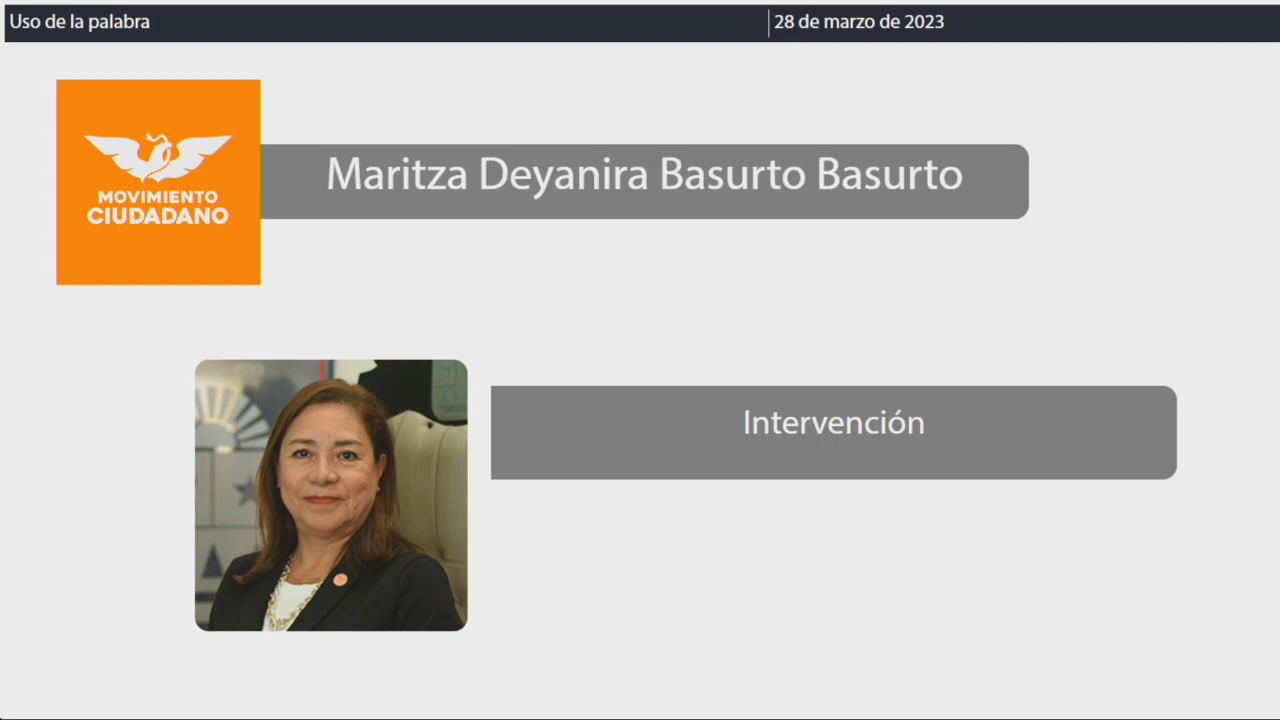 Uso de la palabra
28 de marzo de 2023
MOVIMIENTO
CIUDADANO
Maritza Deyanira Basurto Basurto
Intervención